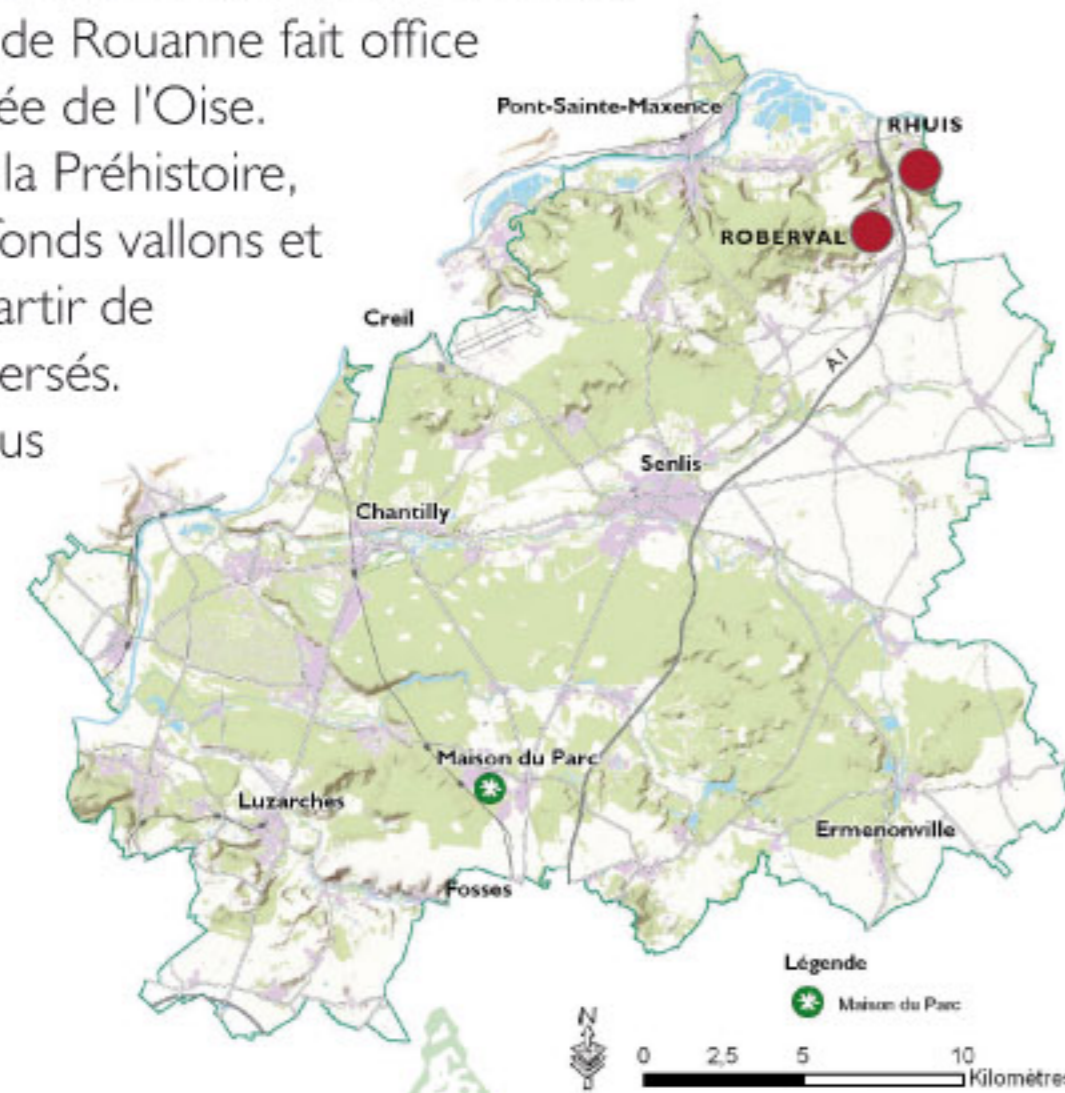 de Rouanne fait office
ée de l'Oise.
la Préhistoire,
fonds vallons et
artir de
ersés.
us
Pont-Sainte-Maxence
RHUIS
ROBERVAL
Creil
A1
Senlis
Chantilly
Maison du Parc
Luzarches
Ermenonville
Fosses
Légende
Maison du Parc
N
0 2,5 5 10
Kilomètres